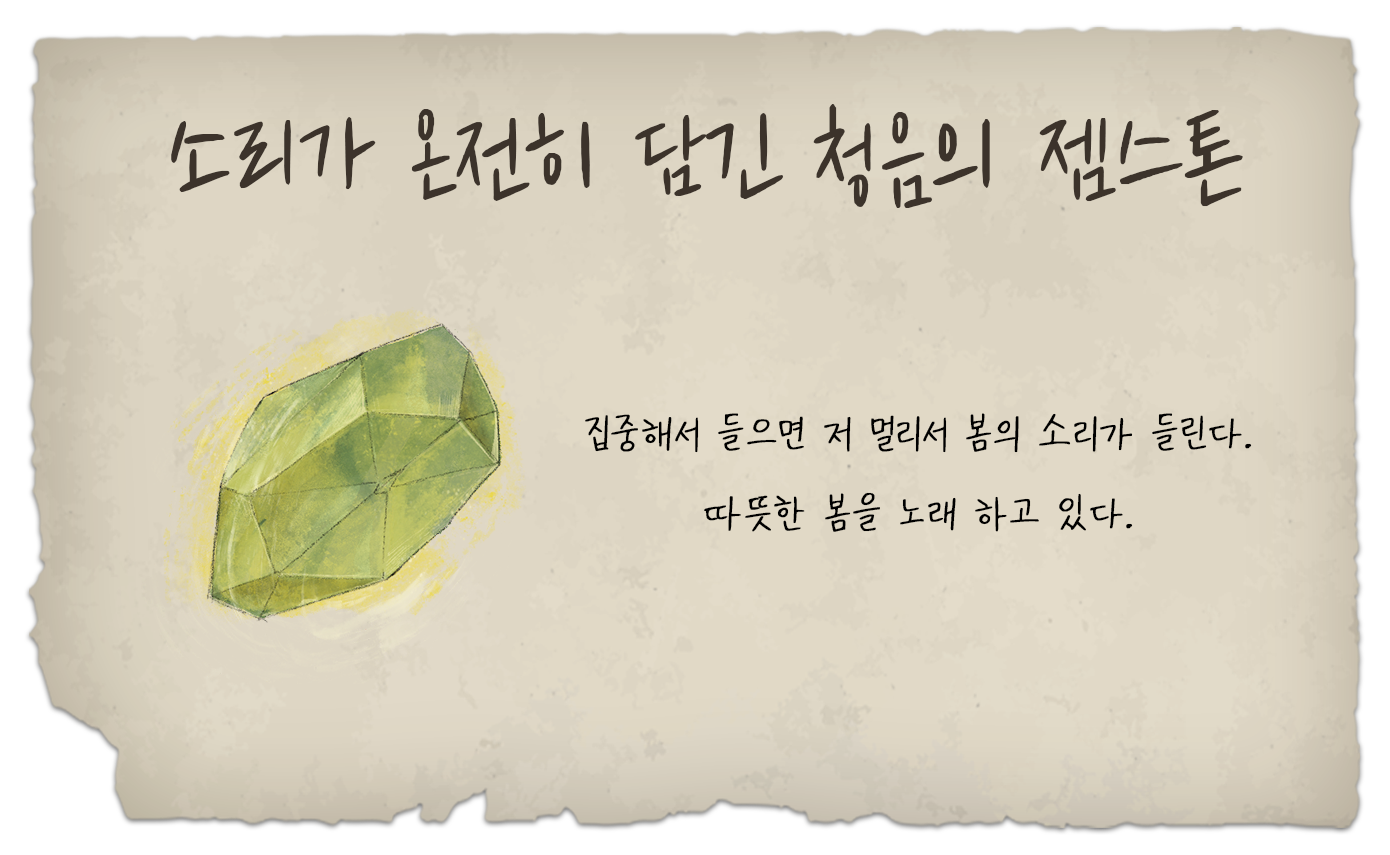 소리가 온전히 담긴 청음의 젬스톤
집중해서 들으면 저 멀리서 봄의 소리가 들린다.
따뜻한 봄을 노래 하고 있다.